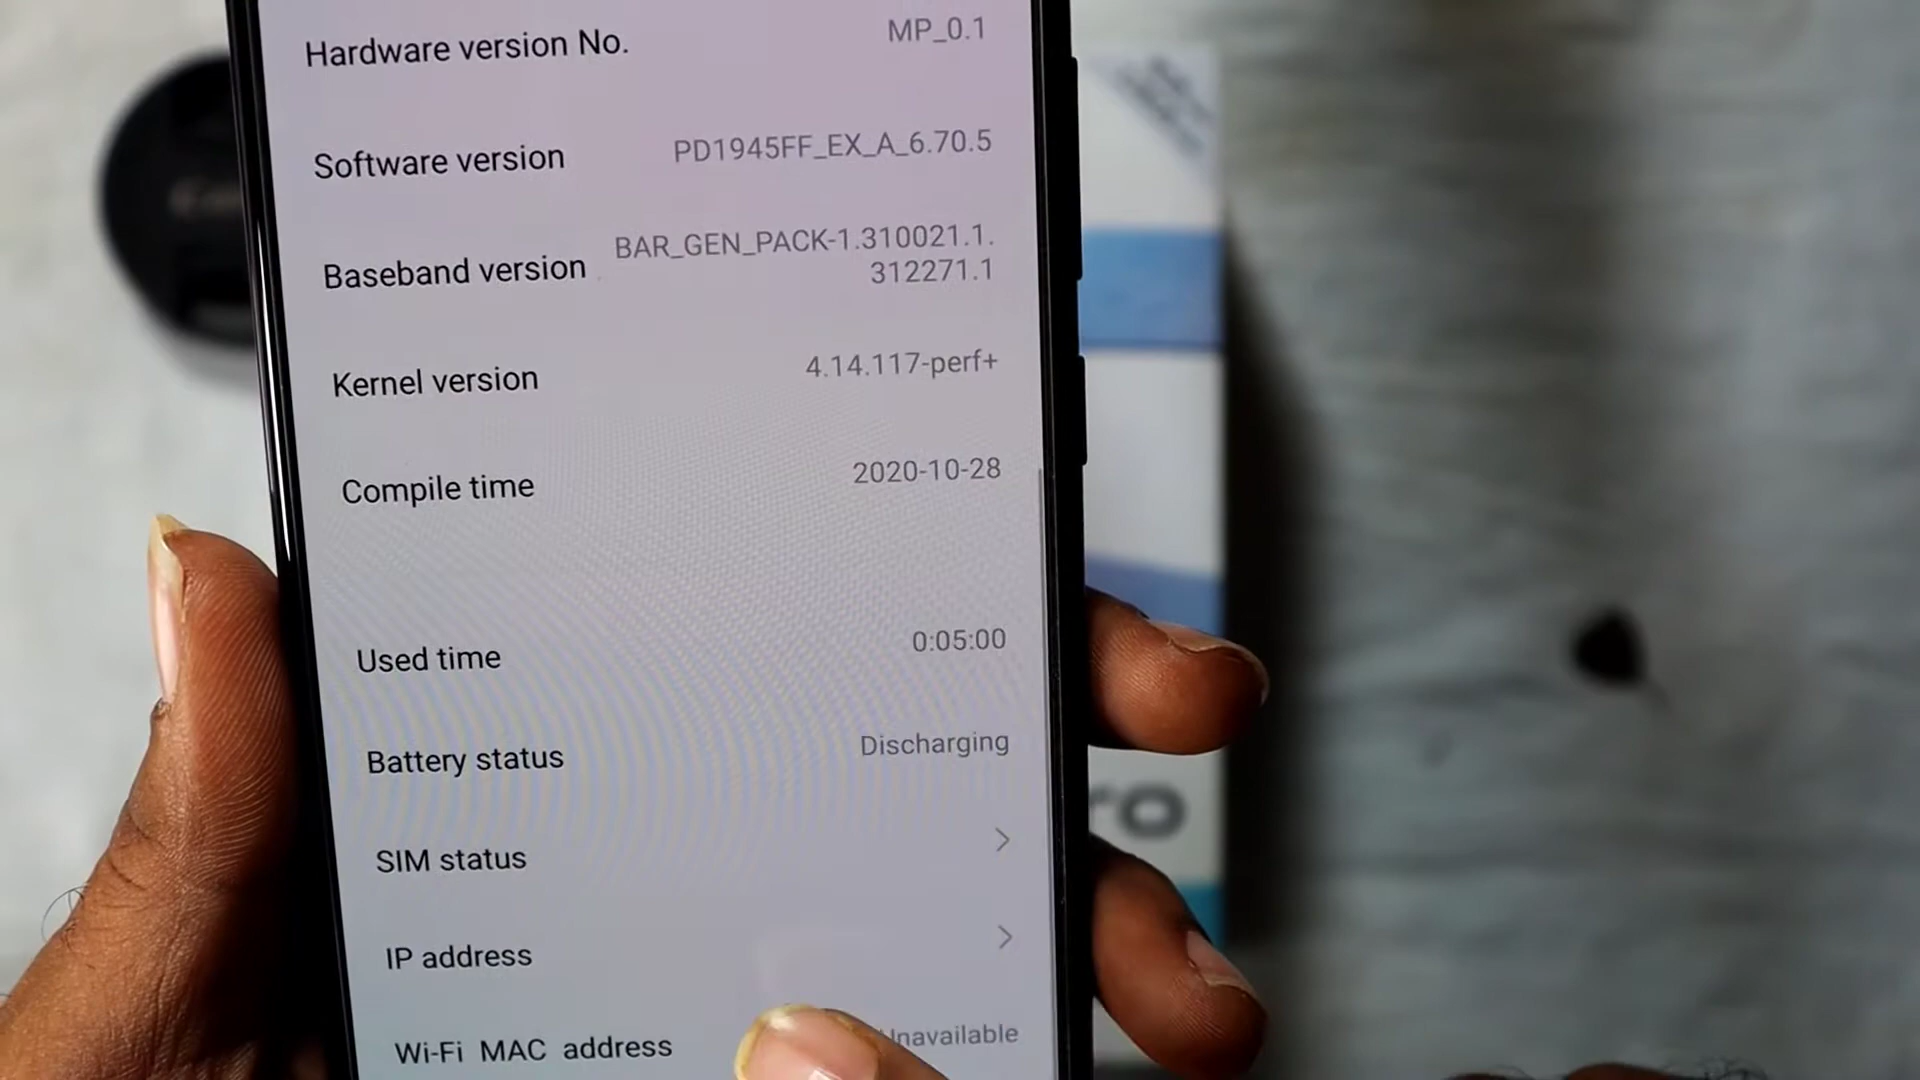 Hardware version No. MP_0.1
Software version PD1945FF_EX_A_6.70.5
Baseband version BAR_GEN_PACK-1.310021.1.
312271.1
Kernel version 4.14.117-perf+
Compile time 2020-10-28
Used time 0:05:00
Battery status Discharging
SIM status
IP address
Wi-Fi MAC address Unavailable
ro